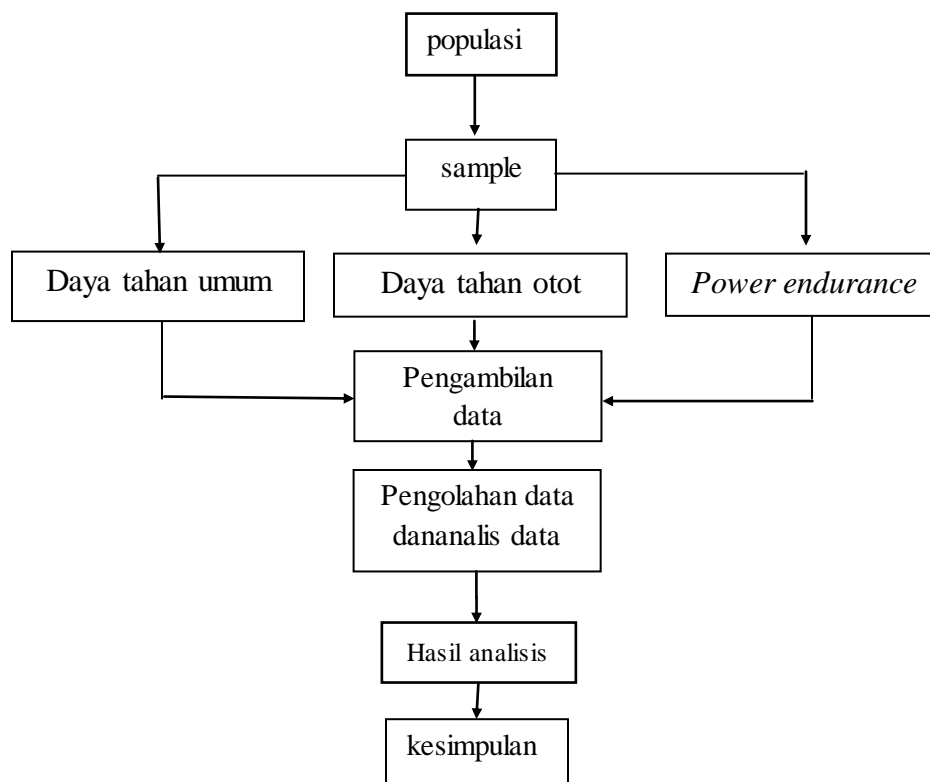 populasi
sample
Daya tahan umum
Daya tahan otot
Power endurance
Pengambilan
data
Pengolahan data
dananalis data
Hasil analisis
kesimpulan